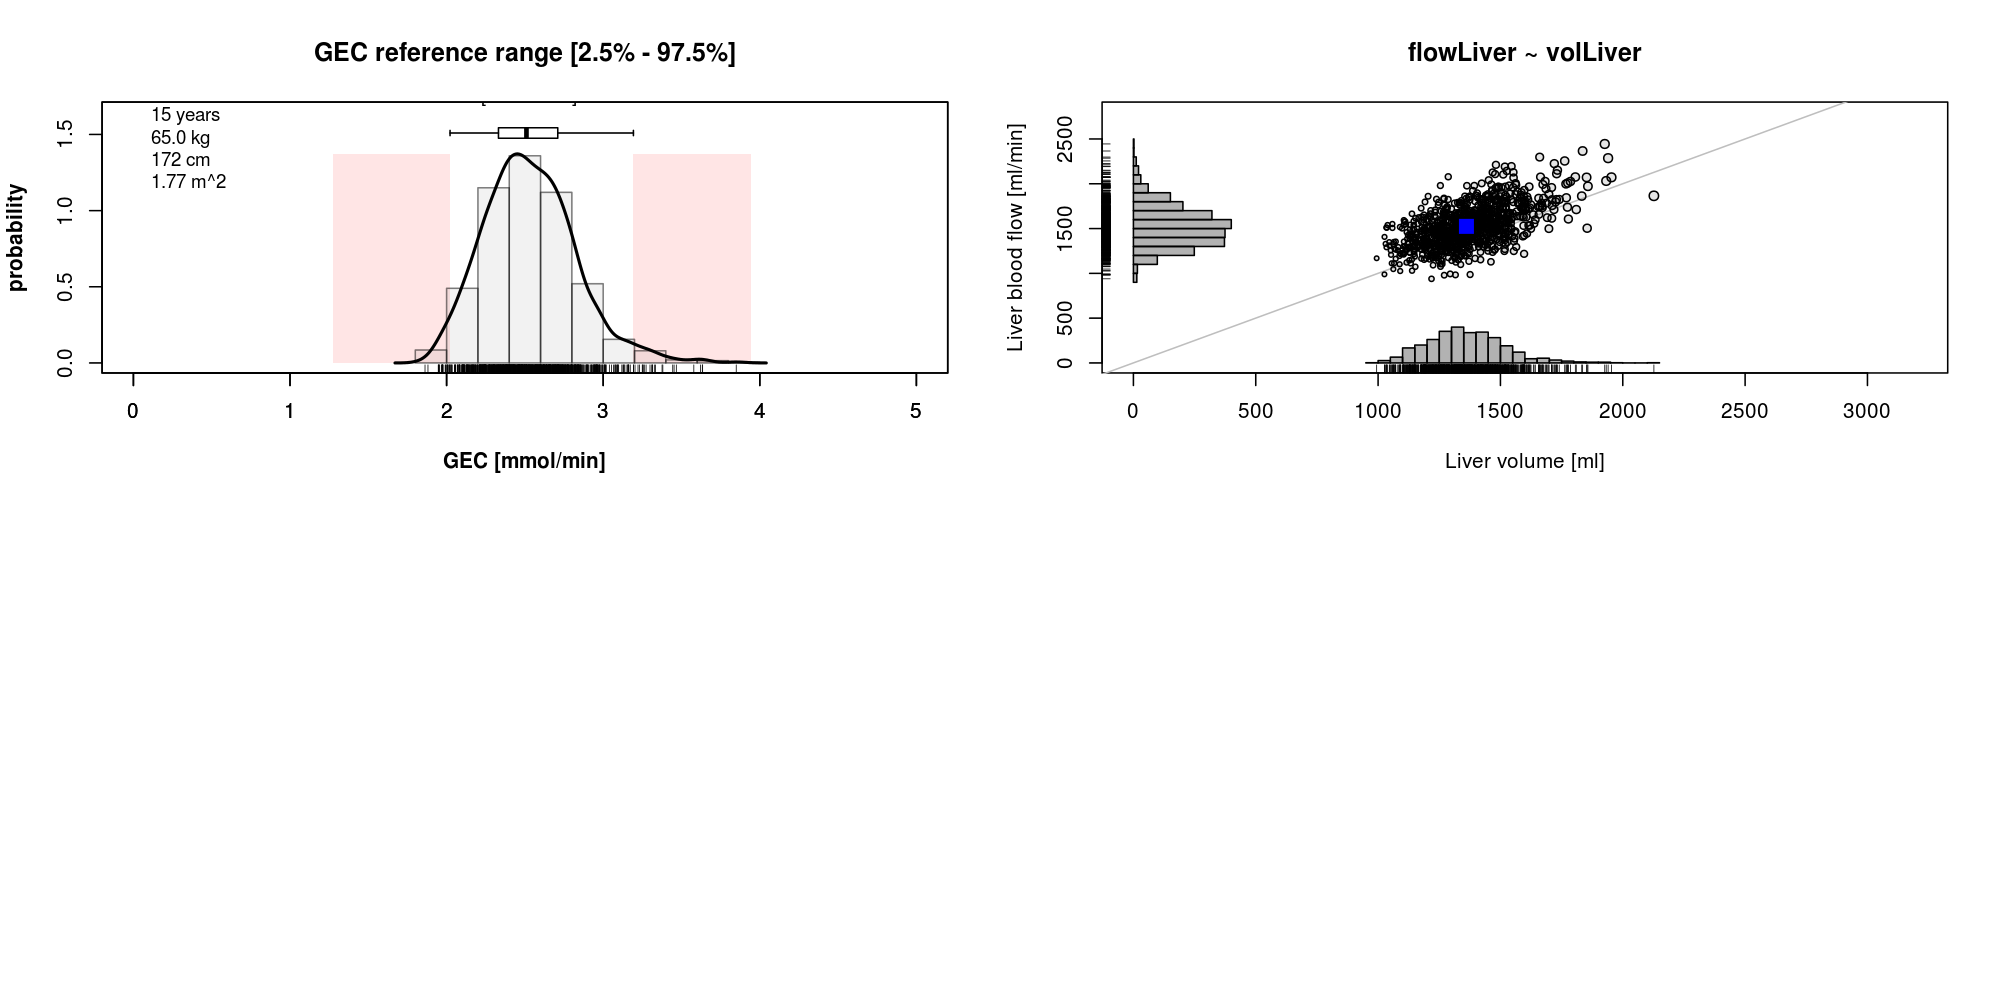 GEC reference range [2.5% - 97.5%]
15 years
65.0 kg
172 cm
1.77 m^2
probability
0.0
0.5
1.0
1.5
0 1 2 3 4 5
GEC [mmol/min]
flowLiver ~ volLiver
Liver blood flow [ml/min]
0
500
1500
2500
0 500 1000 1500 2000 2500 3000
Liver volume [ml]